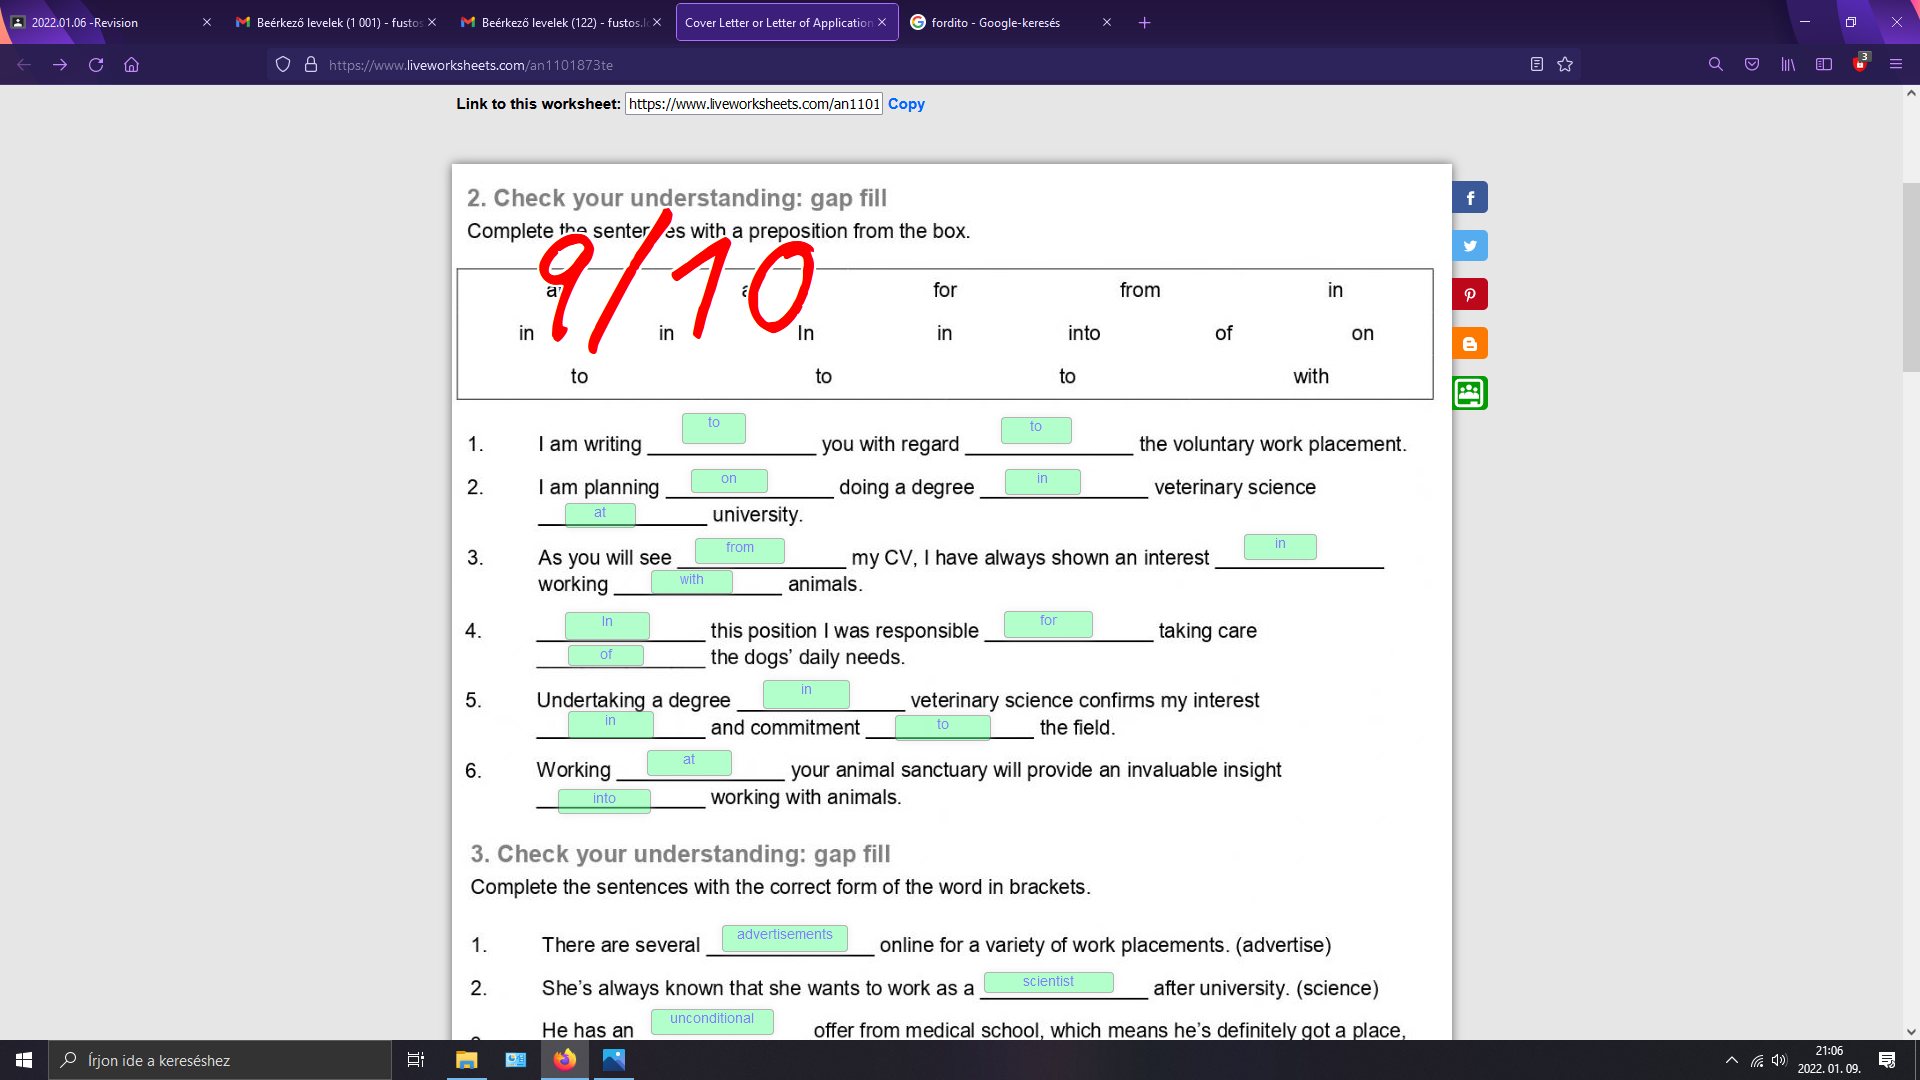 2022.01.06 -Revision
Beérkező levelek (1 001) - fustos
Beérkező levelek (122) - fustos.l
Cover Letter or Letter of Application
fordito - Google-keresés
https://www.liveworksheets.com/an1101873te
3
Link to this worksheet: https://www.liveworksheets.com/an1101 Copy
2. Check your understanding: gap fill
Complete the sentences with a preposition from the box.
9/10
for from in
in in In in into of on
to to to with
1. I am writing to you with regard to the voluntary work placement.
2. I am planning on doing a degree in veterinary science
at university.
3. As you will see from my CV, I have always shown an interest in
working with animals.
4. In this position I was responsible for taking care
of the dogs' daily needs.
5. Undertaking a degree in veterinary science confirms my interest
in and commitment to the field.
6. Working at your animal sanctuary will provide an invaluable insight
into working with animals.
3. Check your understanding: gap fill
Complete the sentences with the correct form of the word in brackets.
1. There are several advertisements online for a variety of work placements. (advertise)
2. She's always known that she wants to work as a scientist after university. (science)
He has an unconditional offer from medical school, which means he's definitely got a place,
Írjon ide a kereséshez
21:06
2022. 01. 09.